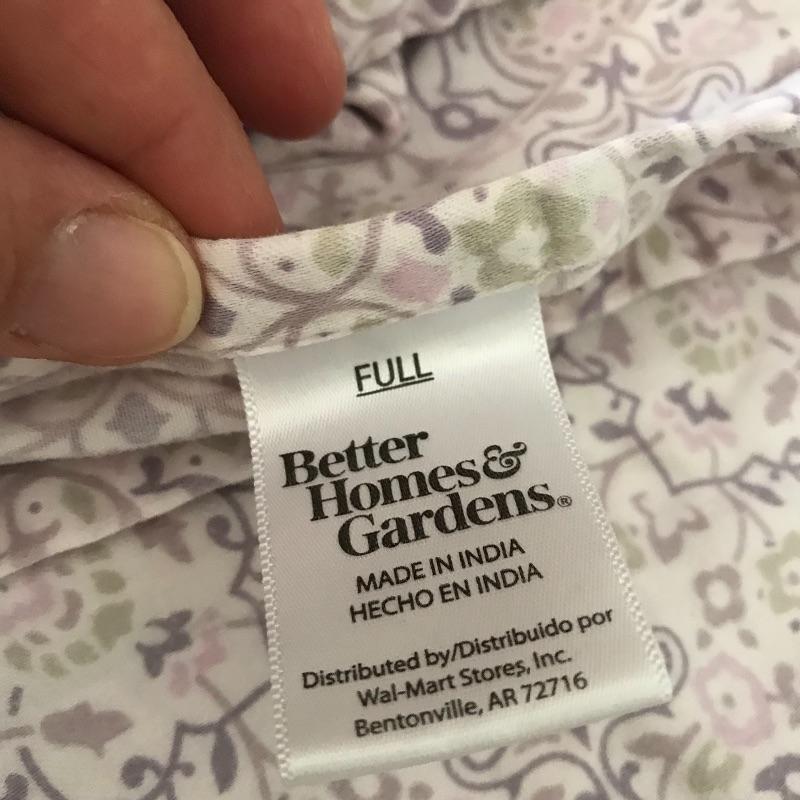 FULL
Better
Homes &
Gardens®
MADE IN INDIA
HECHO EN INDIA
Distributed by/Distribuido por
Wal-Mart Stores, Inc.
Bentonville, AR 72716